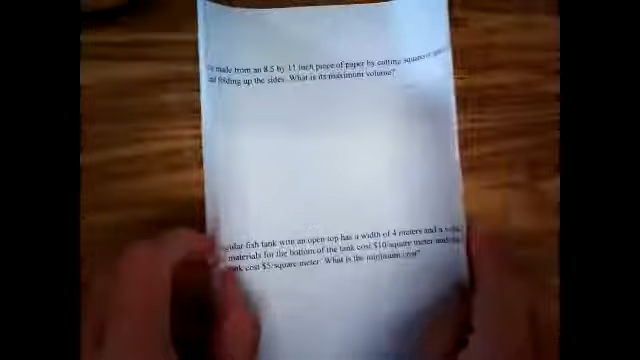 made from an 8.5 by 11 inch piece of paper by cutting squares
folding up the sides. What is its maximum volume?
gular fish tank with an open top has a width of 4 meters and a
materials for the bottom of the tank cost $10/square meter and
cost $5/square meter. What is the minimum cost?